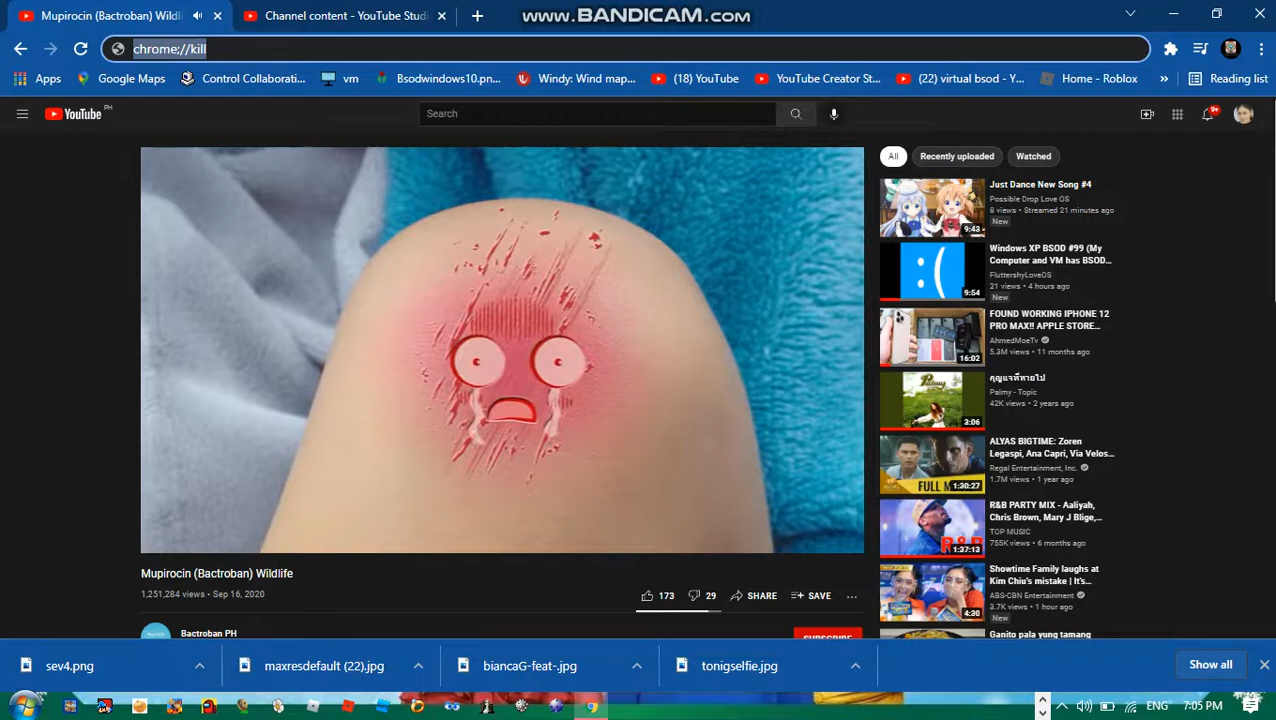 Mupirocin (Bactroban) Wildli
Channel content - YouTube Studi
www.BANDICAM.com
chrome://kill
Apps
Google Maps
Control Collaborati...
vm
Bsodwindows10.pn...
Windy: Wind map...
(18) YouTube
YouTube Creator St...
(22) virtual bsod - Y...
Home - Roblox
»
Reading list
YouTube PH
Search
9+
All
Recently uploaded
Watched
Just Dance New Song #4
Possible Drop Love OS
8 views • Streamed 21 minutes ago
New
9:43
Windows XP BSOD #99 (My
Computer and VM has BSOD...
FluttershyLoveOS
21 views • 4 hours ago
New
9:54
FOUND WORKING IPHONE 12
PRO MAX!! APPLE STORE...
AhmedMoeTv
5.3M views • 11 months ago
16:02
กุญแจที่หายไป
Palmy - Topic
42K views • 2 years ago
Palmy
3:06
ALYAS BIGTIME: Zoren
Legaspi, Ana Capri, Via Velos...
Regal Entertainment, Inc.
1.7M views • 1 year ago
FULL M
1:30:27
R&B PARTY MIX - Aaliyah,
Chris Brown, Mary J Blige,...
TOP MUSIC
755K views • 6 months ago
R&B
1:37:13
Showtime Family laughs at
Kim Chiu's mistake | It's...
ABS-CBN Entertainment
3.7K views • 1 hour ago
New
4:30
Ganito pala yung tamang
Mupirocin (Bactroban) Wildlife
1,251,284 views • Sep 16, 2020
173
29
SHARE
SAVE
...
Bactroban PH
SUBSCRIBE
sev4.png
maxresdefault (22).jpg
biancaG-feat-.jpg
tonigselfie.jpg
Show all
ENG
7:05 PM